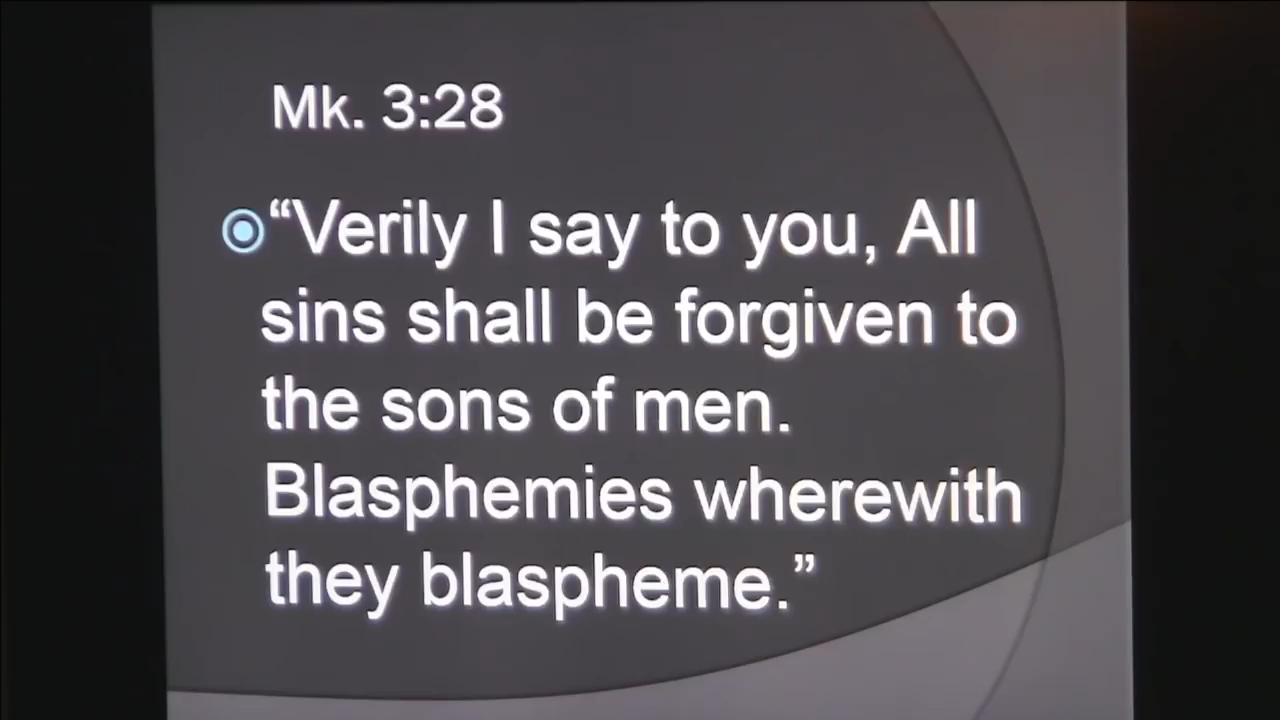 Mk. 3:28
“Verily I say to you, All
sins shall be forgiven to
the sons of men.
Blasphemies wherewith
they blaspheme.”